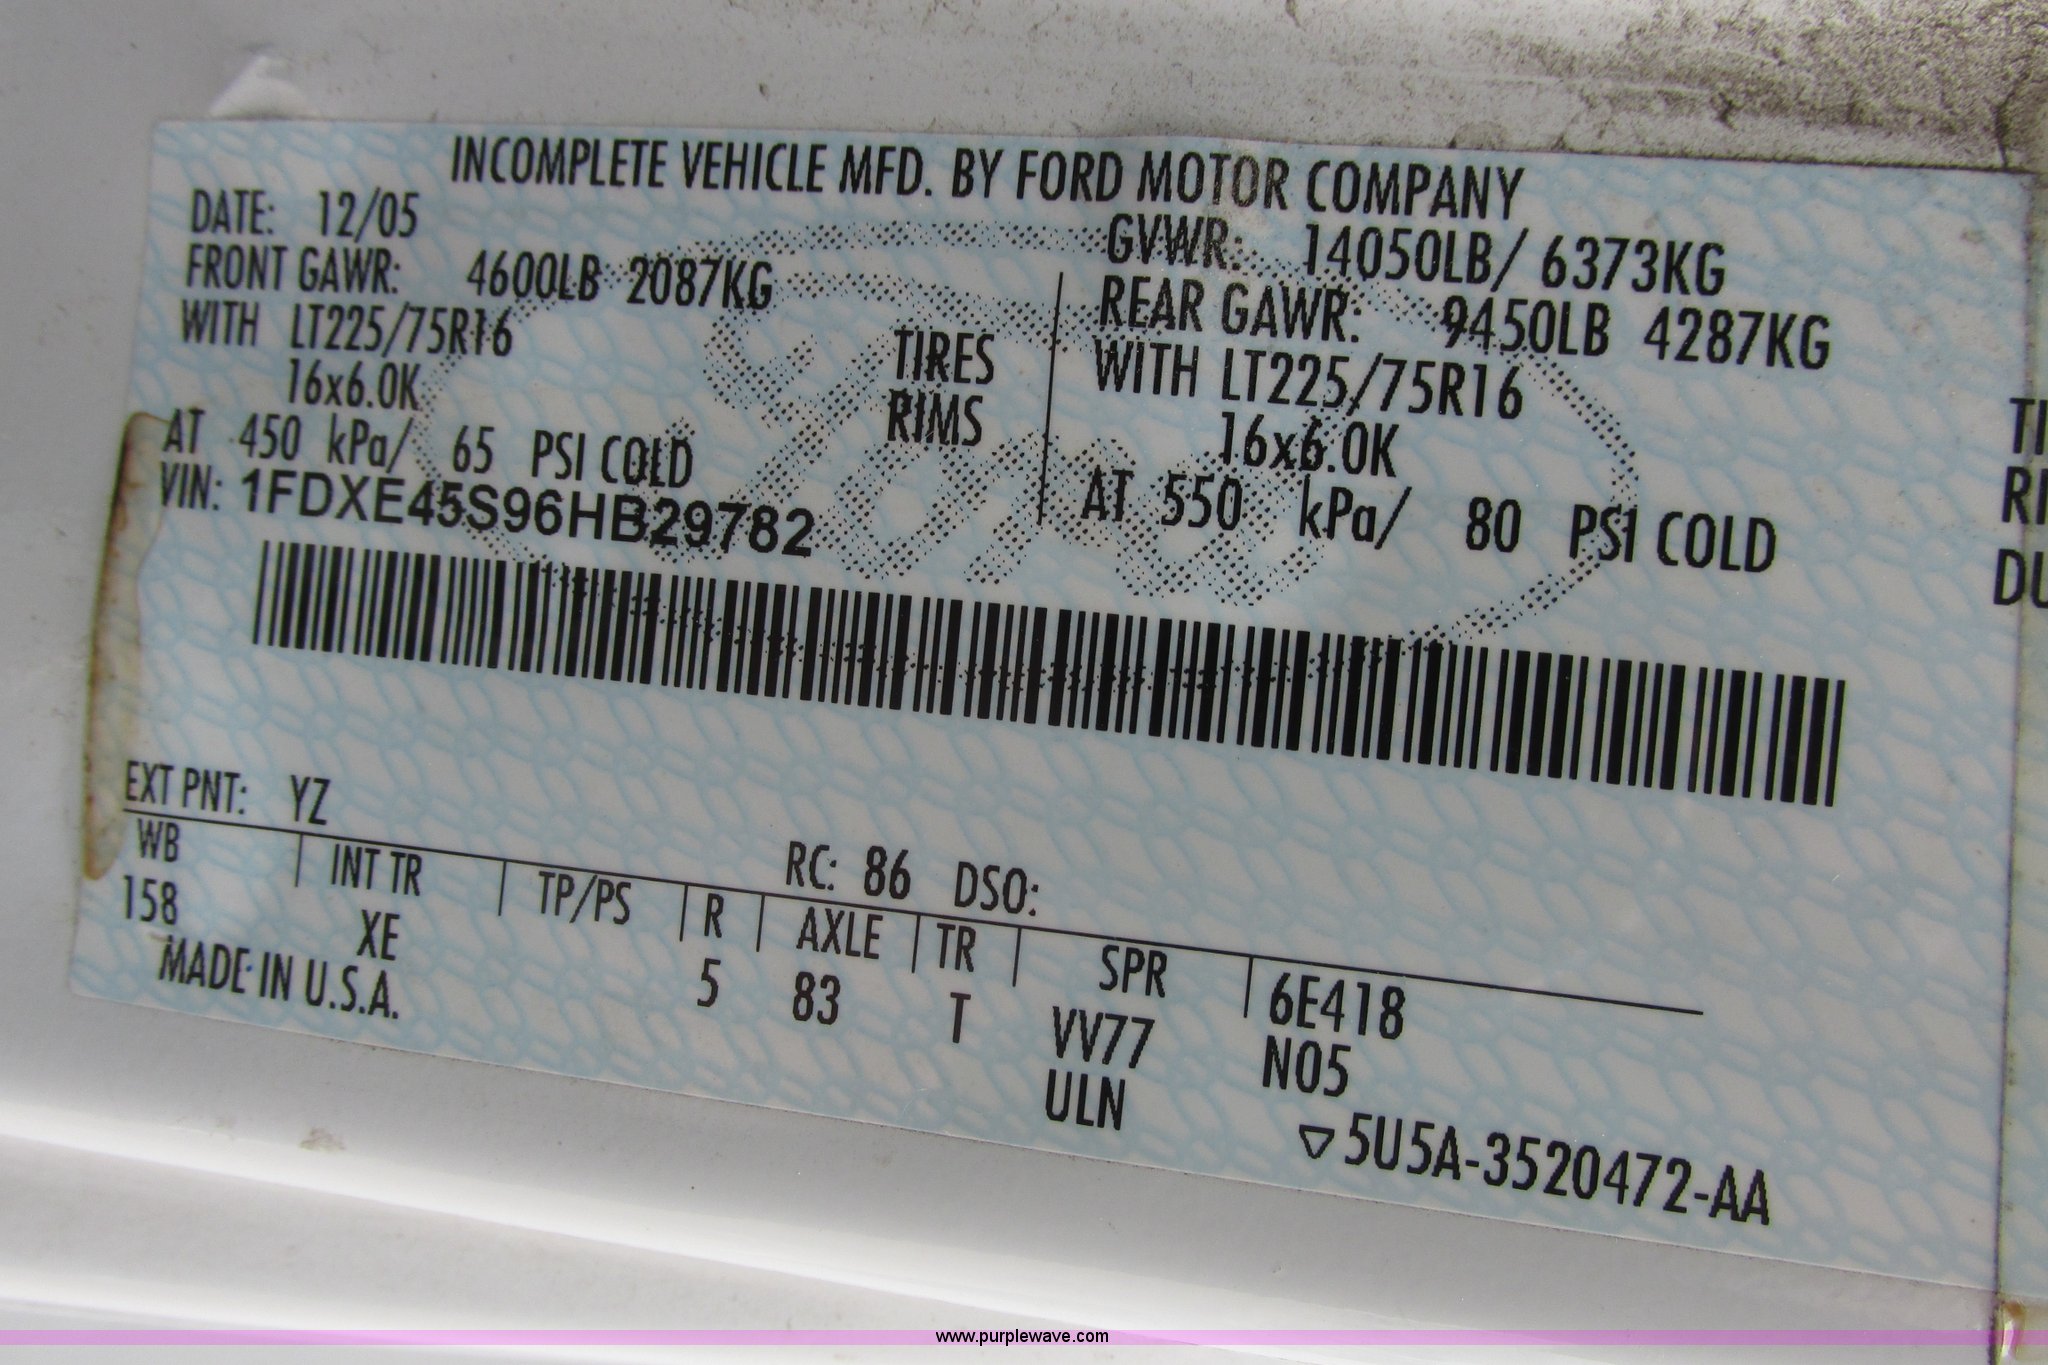 INCOMPLETE VEHICLE MFD. BY FORD MOTOR COMPANY
DATE: 12/05 GVWR: 14050LB/ 6373KG
FRONT GAWR: 4600LB 2087KG REAR GAWR: 9450LB 4287KG
WITH LT225/75R16 TIRES WITH LT225/75R16
16x6.0K RIMS 16x6.0K
AT 450 kPa/ 65 PSI COLD AT 550 kPa/ 80 PSI COLD
VIN: 1FDXE45S96HB29782
EXT PNT: YZ RC: 86 DSO:
WB INT TR TP/PS R AXLE TR SPR 6E418
158 XE 5 83 T VV77 N05
MADE IN U.S.A. ULN
▽5U5A-3520472-AA
www.purplewave.com